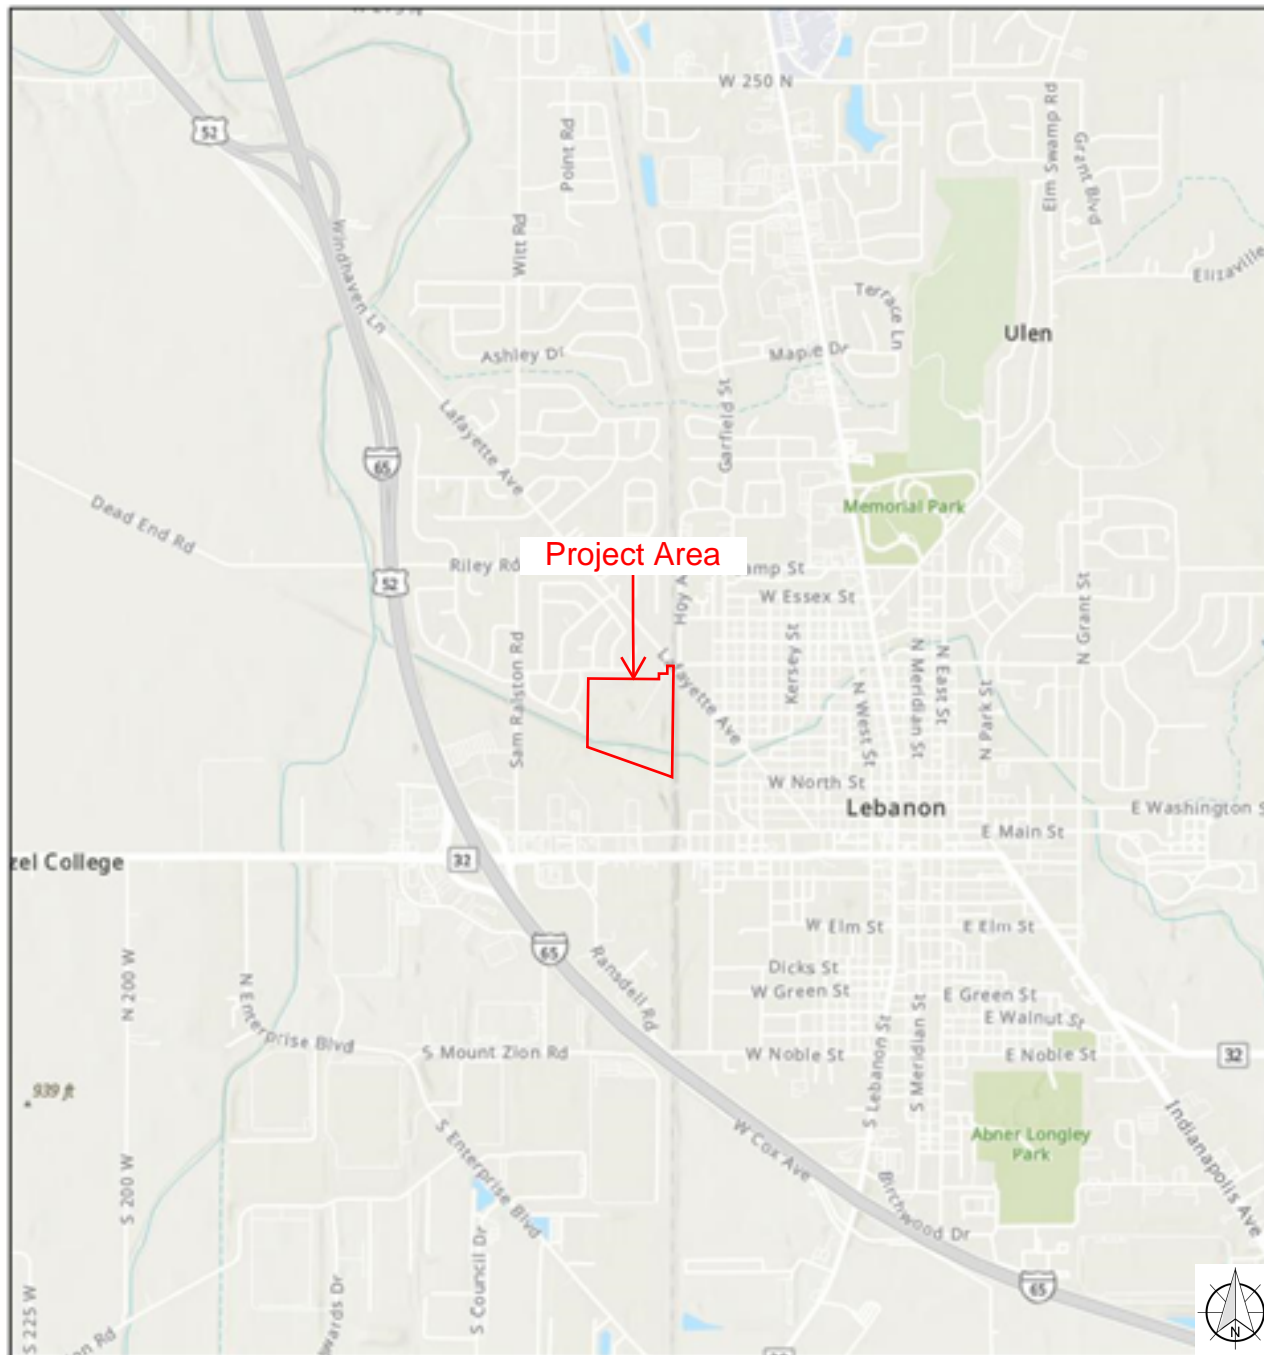 W 250 N
52
Point Rd
Elm Swamp Rd
Grant Blvd
Witt Rd
Windhaven Ln
Terrace Ln
Ulen
Ashley
Maple Dr
Garfield St
Lafayette Ave
65
Memorial Park
Dead End Rd
Project Area
Riley
52
W Essex St
Hoy
N Grant St
Kersey St
Sam Ralston Rd
Lafayette Ave
N West St
N Meridian St
N East St
N Park St
W North St
Lebanon
E Washington
E Main St
32
College
W Elm St
E Elm St
65
Ransdell Rd
Dicks St
W Green St
E Green St
E Walnut St
N 200 W
N Enterprise Blvd
S Mount Zion Rd
W Noble St
E Noble St
32
S Lebanon St
S Meridian St
939 ft
S Enterprise Blvd
W Cox Ave
Abner Longley
Park
Indianapolis Ave
S 200 W
Birchwood Dr
S Council Dr
65
S 225 W
Rd
Dr
N